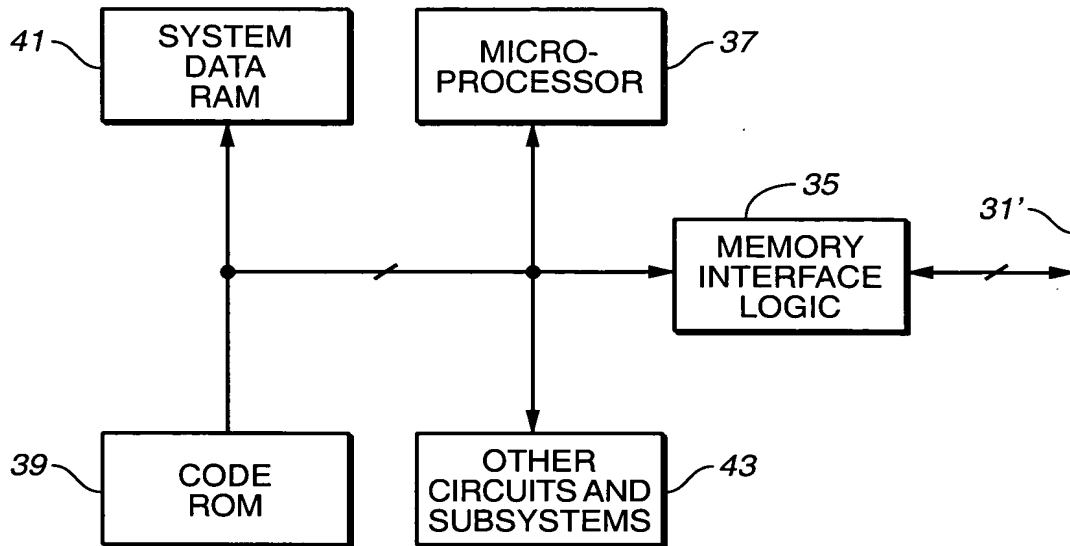 41
SYSTEM
DATA
RAM
MICRO-
PROCESSOR
37
35
31'
MEMORY
INTERFACE
LOGIC
39
CODE
ROM
OTHER
CIRCUITS AND
SUBSYSTEMS
43